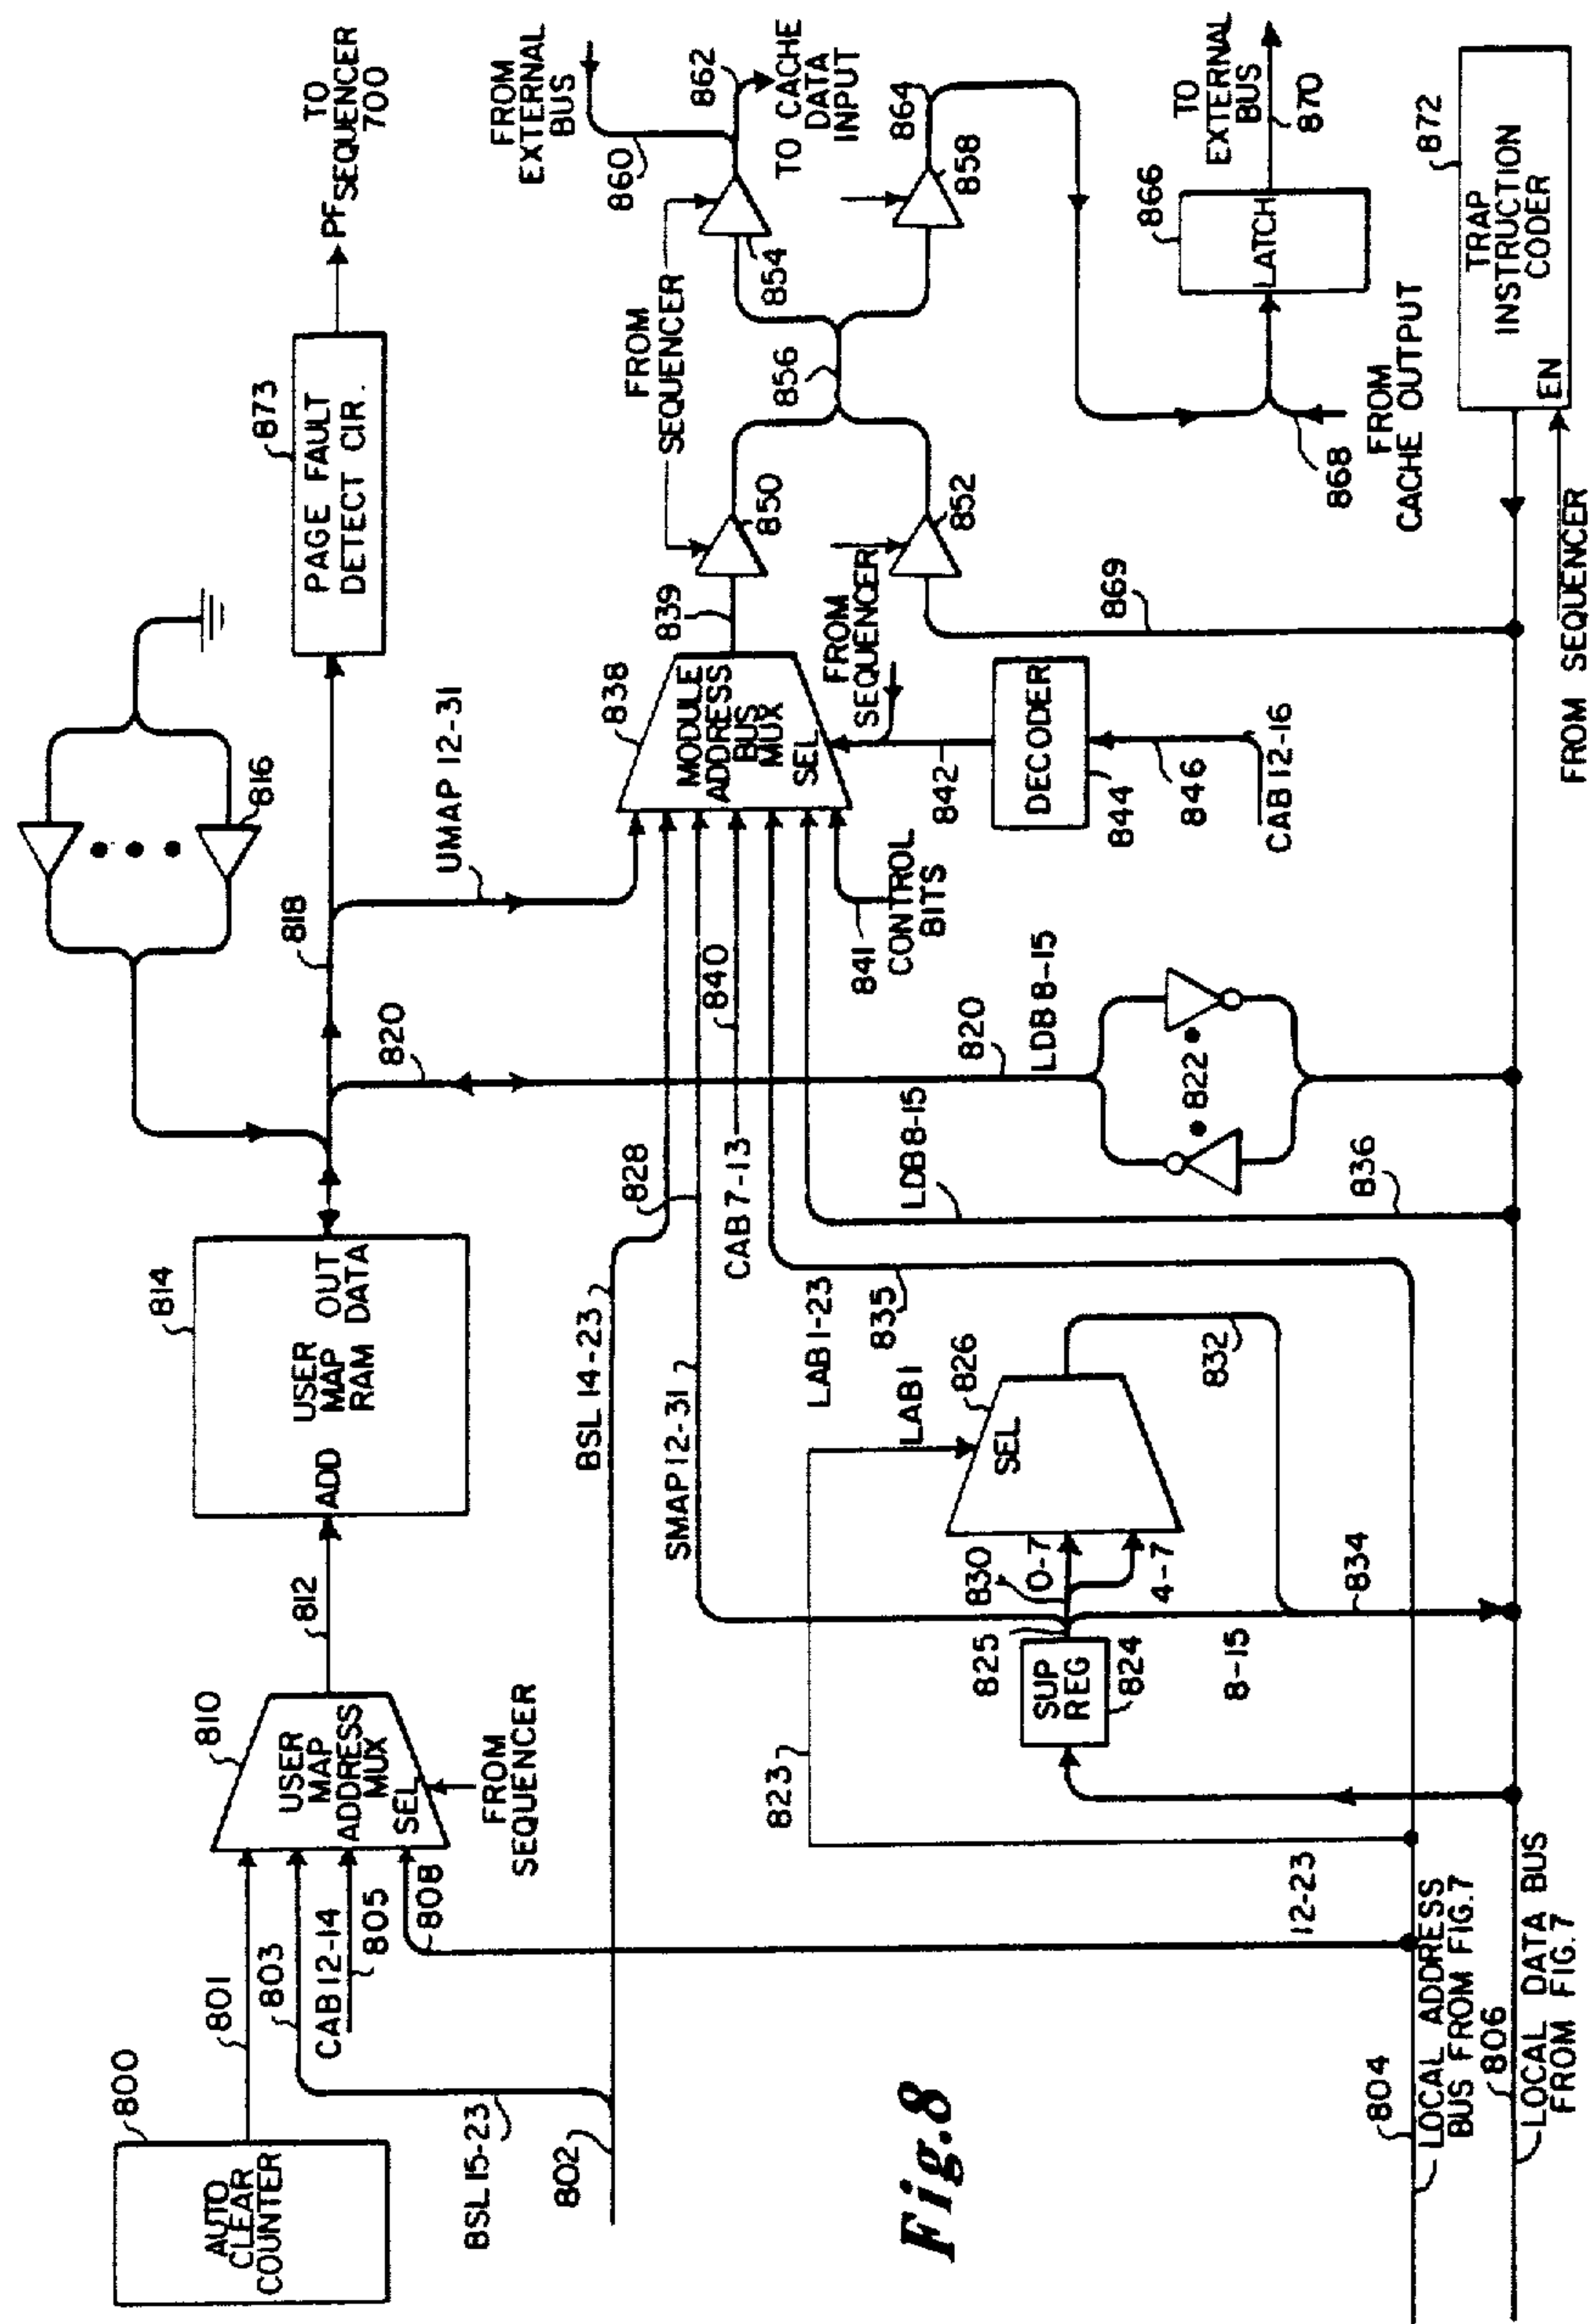 AUTO
CLEAR
COUNTER
800
801
803
CAB 12-14
805
808
BSL 15-23
802
810
USER
MAP
ADDRESS
MUX
SEL
FROM
SEQUENCER
812
814
USER
MAP
RAM
ADD
OUT
DATA
816
818
820
UMAP 12-31
873
PAGE FAULT
DETECT CIR.
PF
TO
SEQUENCER
700
BSL 14-23
SMAP 12-31
828
CAB 7-13
840
838
MODULE
ADDRESS
BUS
MUX
SEL
839
841
CONTROL
BITS
842
FROM
SEQUENCER
DECODER
844
846
CAB 12-16
FROM
SEQUENCER
850
852
856
854
858
860
FROM
EXTERNAL
BUS
862
TO CACHE
DATA
INPUT
864
866
LATCH
TO
EXTERNAL
BUS
870
868
FROM
CACHE OUTPUT
869
872
TRAP
INSTRUCTION
CODER
EN
FROM SEQUENCER
823
SUP
REG
824
825
830
0-7
4-7
8-15
834
SEL
826
LAB 1
832
LAB 1-23
835
LDB 8-15
836
820
LDB 8-15
822
12-23
804
LOCAL ADDRESS
BUS FROM FIG.7
806
LOCAL DATA BUS
FROM FIG.7
Fig.8